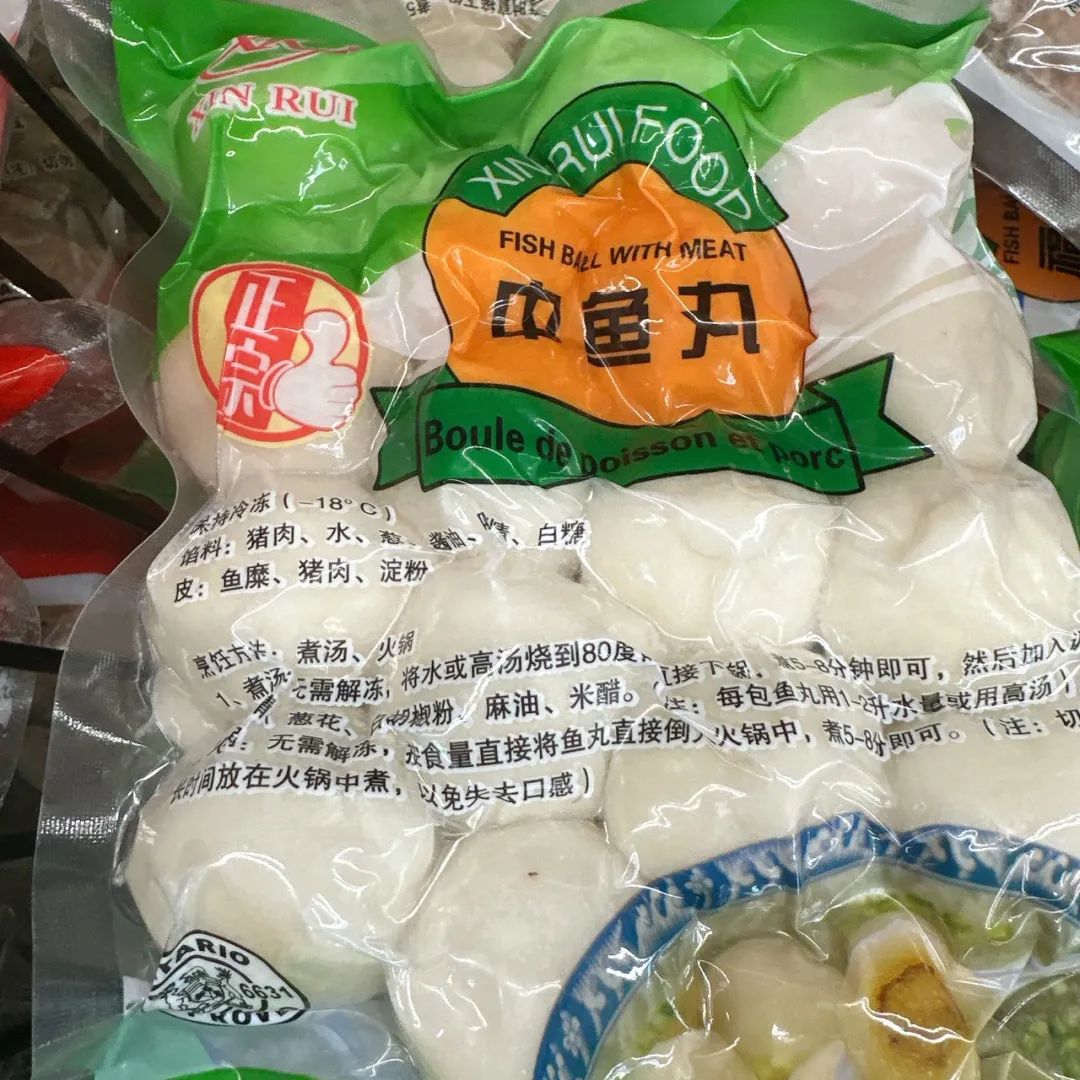 XIN RUI
XIN RUI FOOD
FISH BALL WITH MEAT
中鱼丸
正宗
Boule de poisson et porc
保持冷冻（-18°C）
馅料：猪肉、水、葱、酱油、味精、白糖
皮：鱼糜、猪肉、淀粉
烹饪方法：煮汤、火锅
1、煮汤：无需解冻，将水或高汤烧到80度 直接下锅，煮5-8分钟即可，然后加入
葱花、白胡椒粉、麻油、米醋。（注：每包鱼丸用1-2升水量或用高汤）
无需解冻，按食量直接将鱼丸直接倒入火锅中，煮5-8分即可。（注：切
长时间放在火锅中煮，以免失去口感）
6631
FISH BA